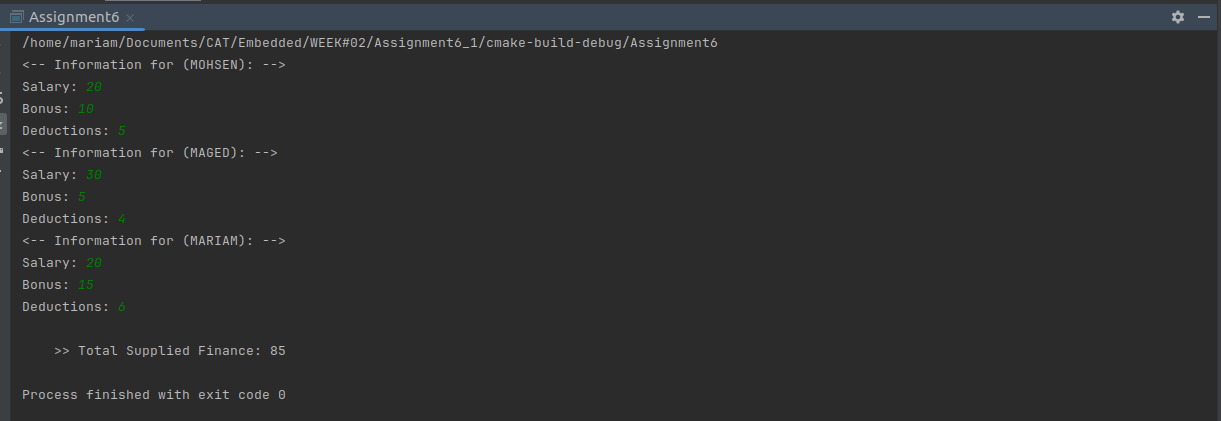 Assignment6
/home/mariam/Documents/CAT/Embedded/WEEK#02/Assignment6_1/cmake-build-debug/Assignment6
<-- Information for (MOHSEN): -->
Salary: 20
Bonus: 10
Deductions: 5
<-- Information for (MAGED): -->
Salary: 30
Bonus: 5
Deductions: 4
<-- Information for (MARIAM): -->
Salary: 20
Bonus: 15
Deductions: 6
>> Total Supplied Finance: 85
Process finished with exit code 0